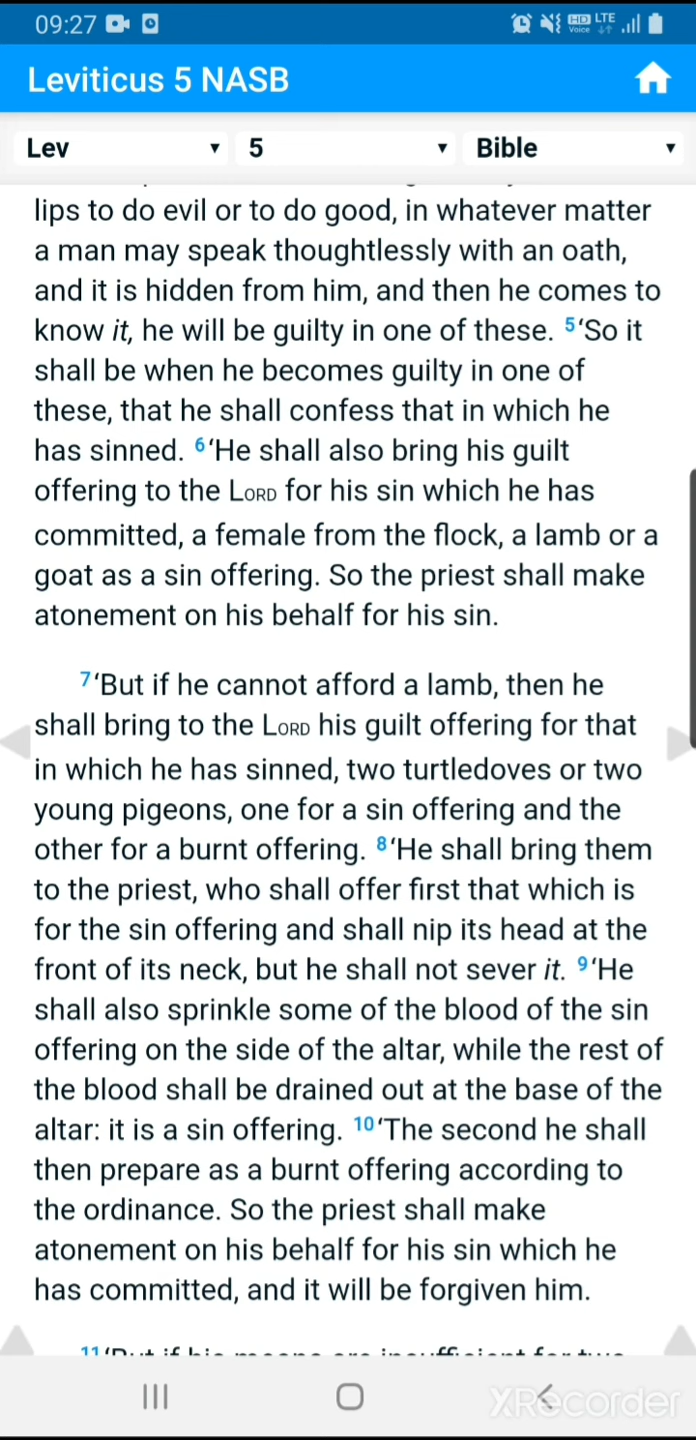 09:27
HD Voice LTE
Leviticus 5 NASB
Lev ▾ 5 ▾ Bible ▾
lips to do evil or to do good, in whatever matter
a man may speak thoughtlessly with an oath,
and it is hidden from him, and then he comes to
know it, he will be guilty in one of these. 5‘So it
shall be when he becomes guilty in one of
these, that he shall confess that in which he
has sinned. 6‘He shall also bring his guilt
offering to the LORD for his sin which he has
committed, a female from the flock, a lamb or a
goat as a sin offering. So the priest shall make
atonement on his behalf for his sin.
7‘But if he cannot afford a lamb, then he
shall bring to the LORD his guilt offering for that
in which he has sinned, two turtledoves or two
young pigeons, one for a sin offering and the
other for a burnt offering. 8‘He shall bring them
to the priest, who shall offer first that which is
for the sin offering and shall nip its head at the
front of its neck, but he shall not sever it. 9‘He
shall also sprinkle some of the blood of the sin
offering on the side of the altar, while the rest of
the blood shall be drained out at the base of the
altar: it is a sin offering. 10‘The second he shall
then prepare as a burnt offering according to
the ordinance. So the priest shall make
atonement on his behalf for his sin which he
has committed, and it will be forgiven him.
11‘But if his means are insufficient for two
XRecorder